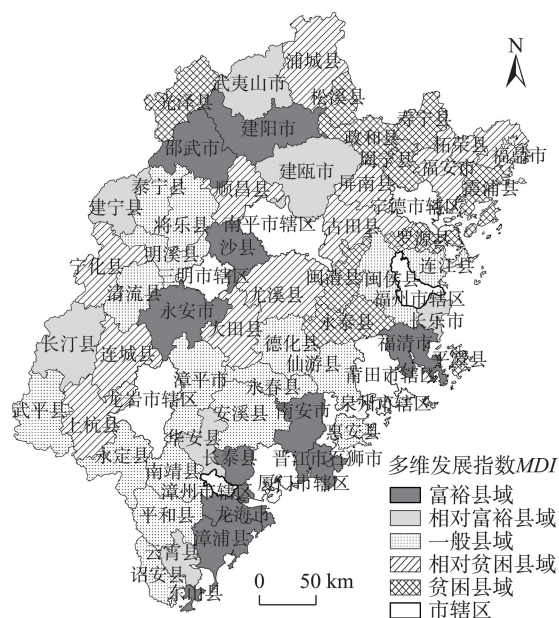 N
浦城县
武夷山市
松溪县
光泽县
建阳市
邵武市
政和县
寿宁县
周宁县
柘荣县
福鼎市
福安市
霞浦县
建瓯市
屏南县
泰宁县
顺昌县
建宁县
将乐县
南平市辖区
宁德市辖区
古田县
罗源县
明溪县
沙县
宁化县
三明市辖区
连江县
闽清县
闽侯县
清流县
尤溪县
福州市辖区
永安市
永泰县
长乐市
长汀县
大田县
连城县
德化县
福清市
平潭县
仙游县
漳平市
莆田市辖区
武平县
龙岩市辖区
永春县
上杭县
安溪县
南安市
泉州市辖区
华安县
惠安县
永定县
长泰县
晋江市
石狮市
南靖县
厦门市辖区
漳州市辖区
龙海市
平和县
漳浦县
云霄县
诏安县
东山县
多维发展指数MDI
富裕县域
相对富裕县域
一般县域
相对贫困县域
贫困县域
市辖区
0 50 km